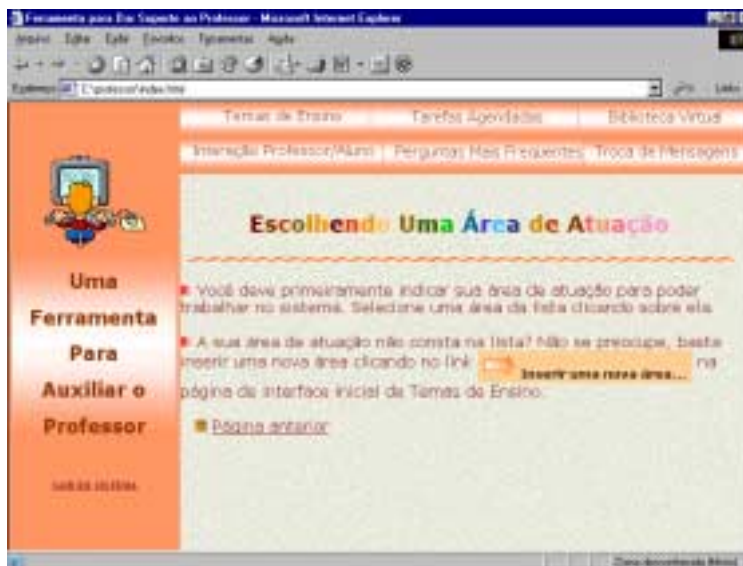 Ferramenta para Dar Suporte ao Professor - Microsoft Internet Explorer
Arquivo Editar Exibir Favoritos Ferramentas Ajuda
Links
Temas de Ensino Tarefas Agendadas Biblioteca Virtual
Interação Professor/Aluno Perguntas Mais Frequentes Troca de Mensagens
Escolhendo Uma Área de Atuação
Uma
Ferramenta
Para
Auxiliar o
Professor
Você deve primeiramente indicar sua área de atuação para poder
trabalhar no sistema. Selecione uma área da lista clicando sobre ela.
A sua área de atuação não consta na lista? Não se preocupe, basta
inserir uma nova área clicando no link Inserir uma nova área... na
página de interface inicial de Temas de Ensino.
Página anterior